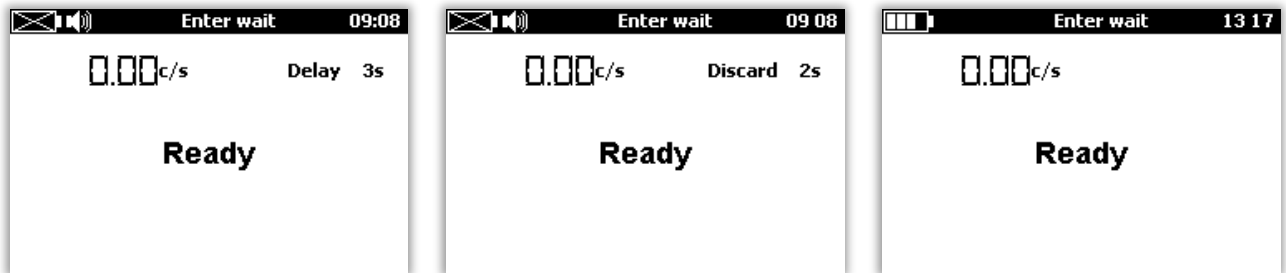 Enter wait 09:08
0.00c/s Delay 3s
Ready
Enter wait 09 08
0.00c/s Discard 2s
Ready
Enter wait 13 17
0.00c/s
Ready